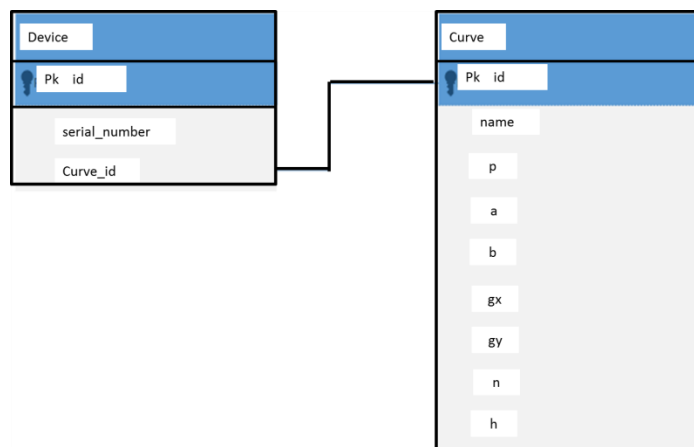 Device
Pk id
serial_number
Curve_id
Curve
Pk id
name
p
a
b
gx
gy
n
h